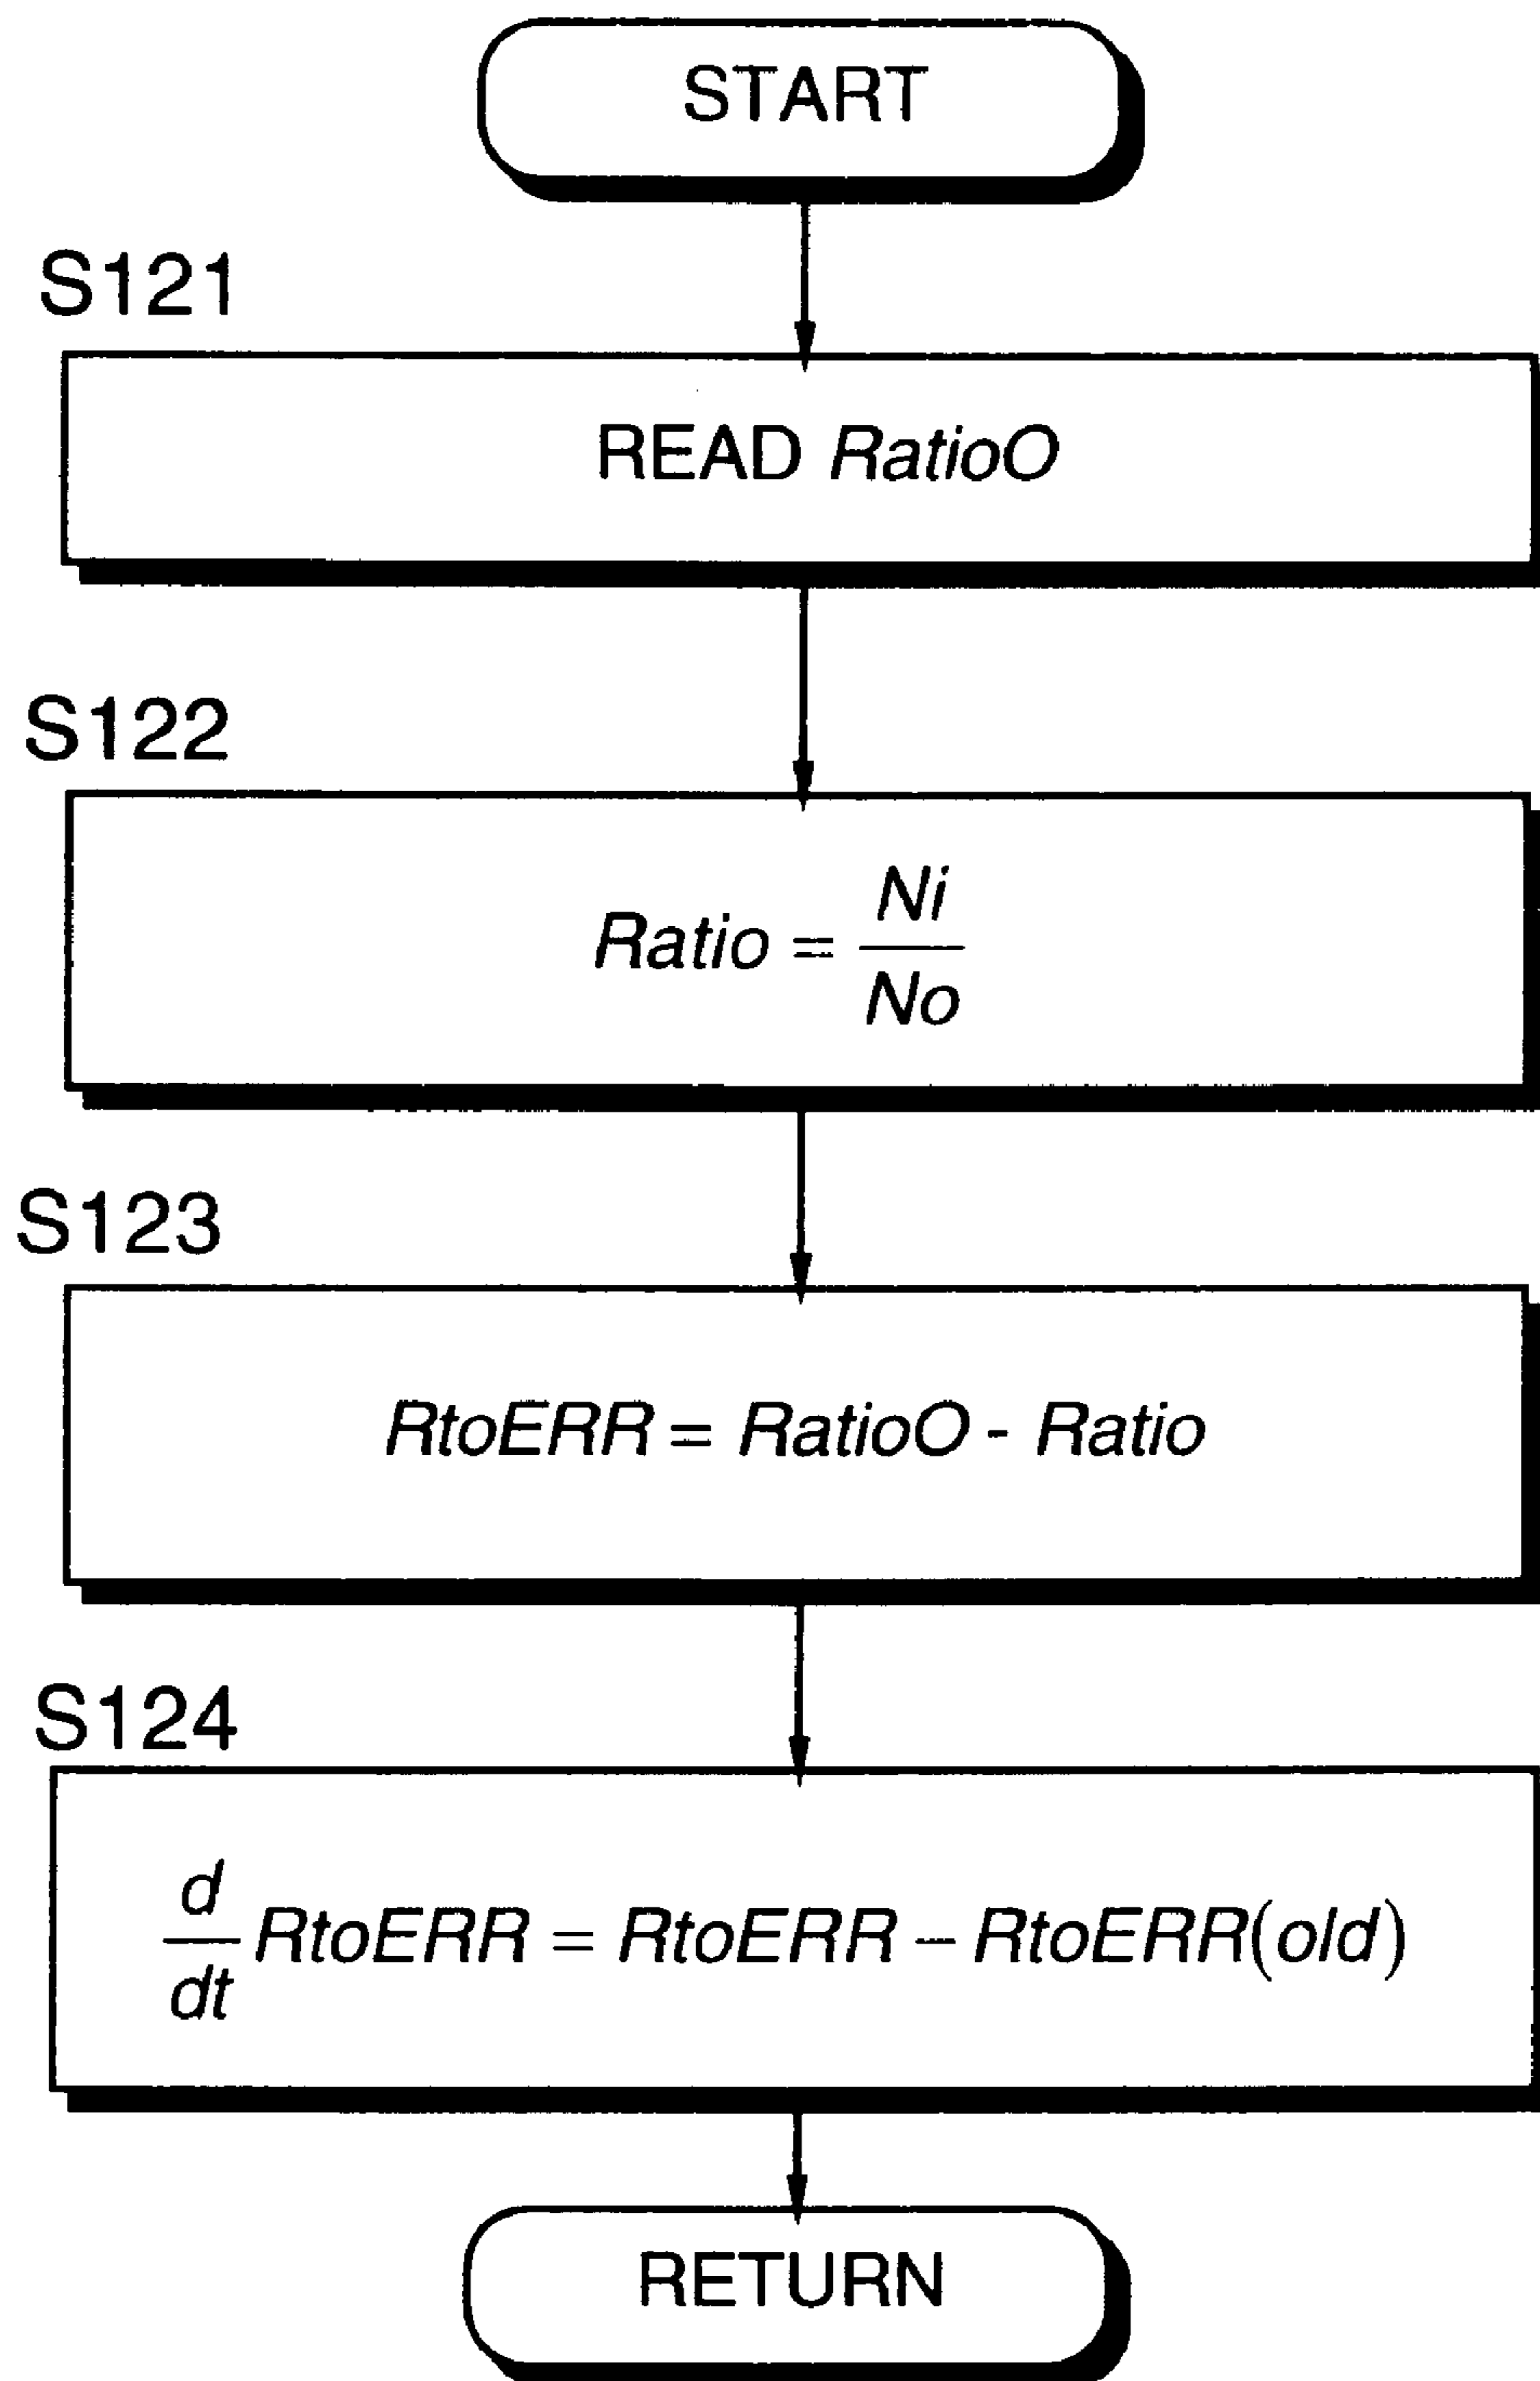 START
S121
READ RatioO
S122
Ratio = Ni / No
S123
RtoERR = RatioO - Ratio
S124
d/dt RtoERR = RtoERR – RtoERR(old)
RETURN